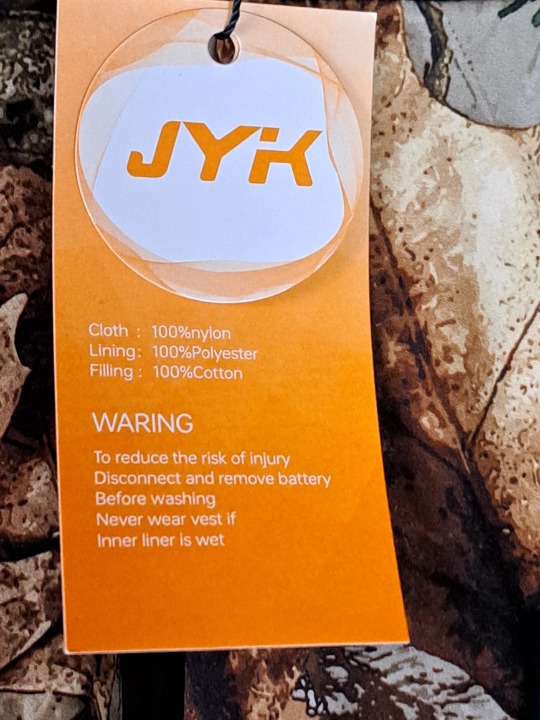 JYK
Cloth : 100%nylon
Lining: 100%Polyester
Filling : 100%Cotton
WARING
To reduce the risk of injury
Disconnect and remove battery
Before washing
Never wear vest if
Inner liner is wet